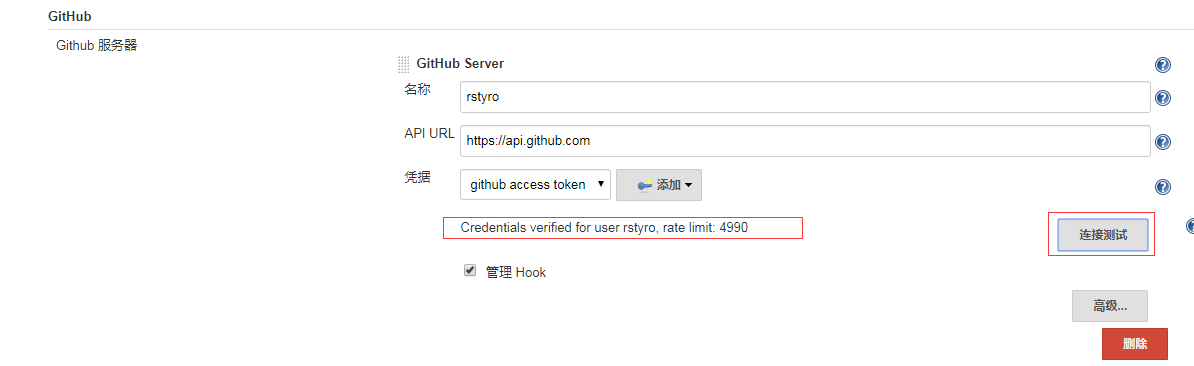 GitHub
Github 服务器
GitHub Server
名称
rstyro
API URL
https://api.github.com
凭据
github access token
添加
Credentials verified for user rstyro, rate limit: 4990
连接测试
管理 Hook
高级...
删除